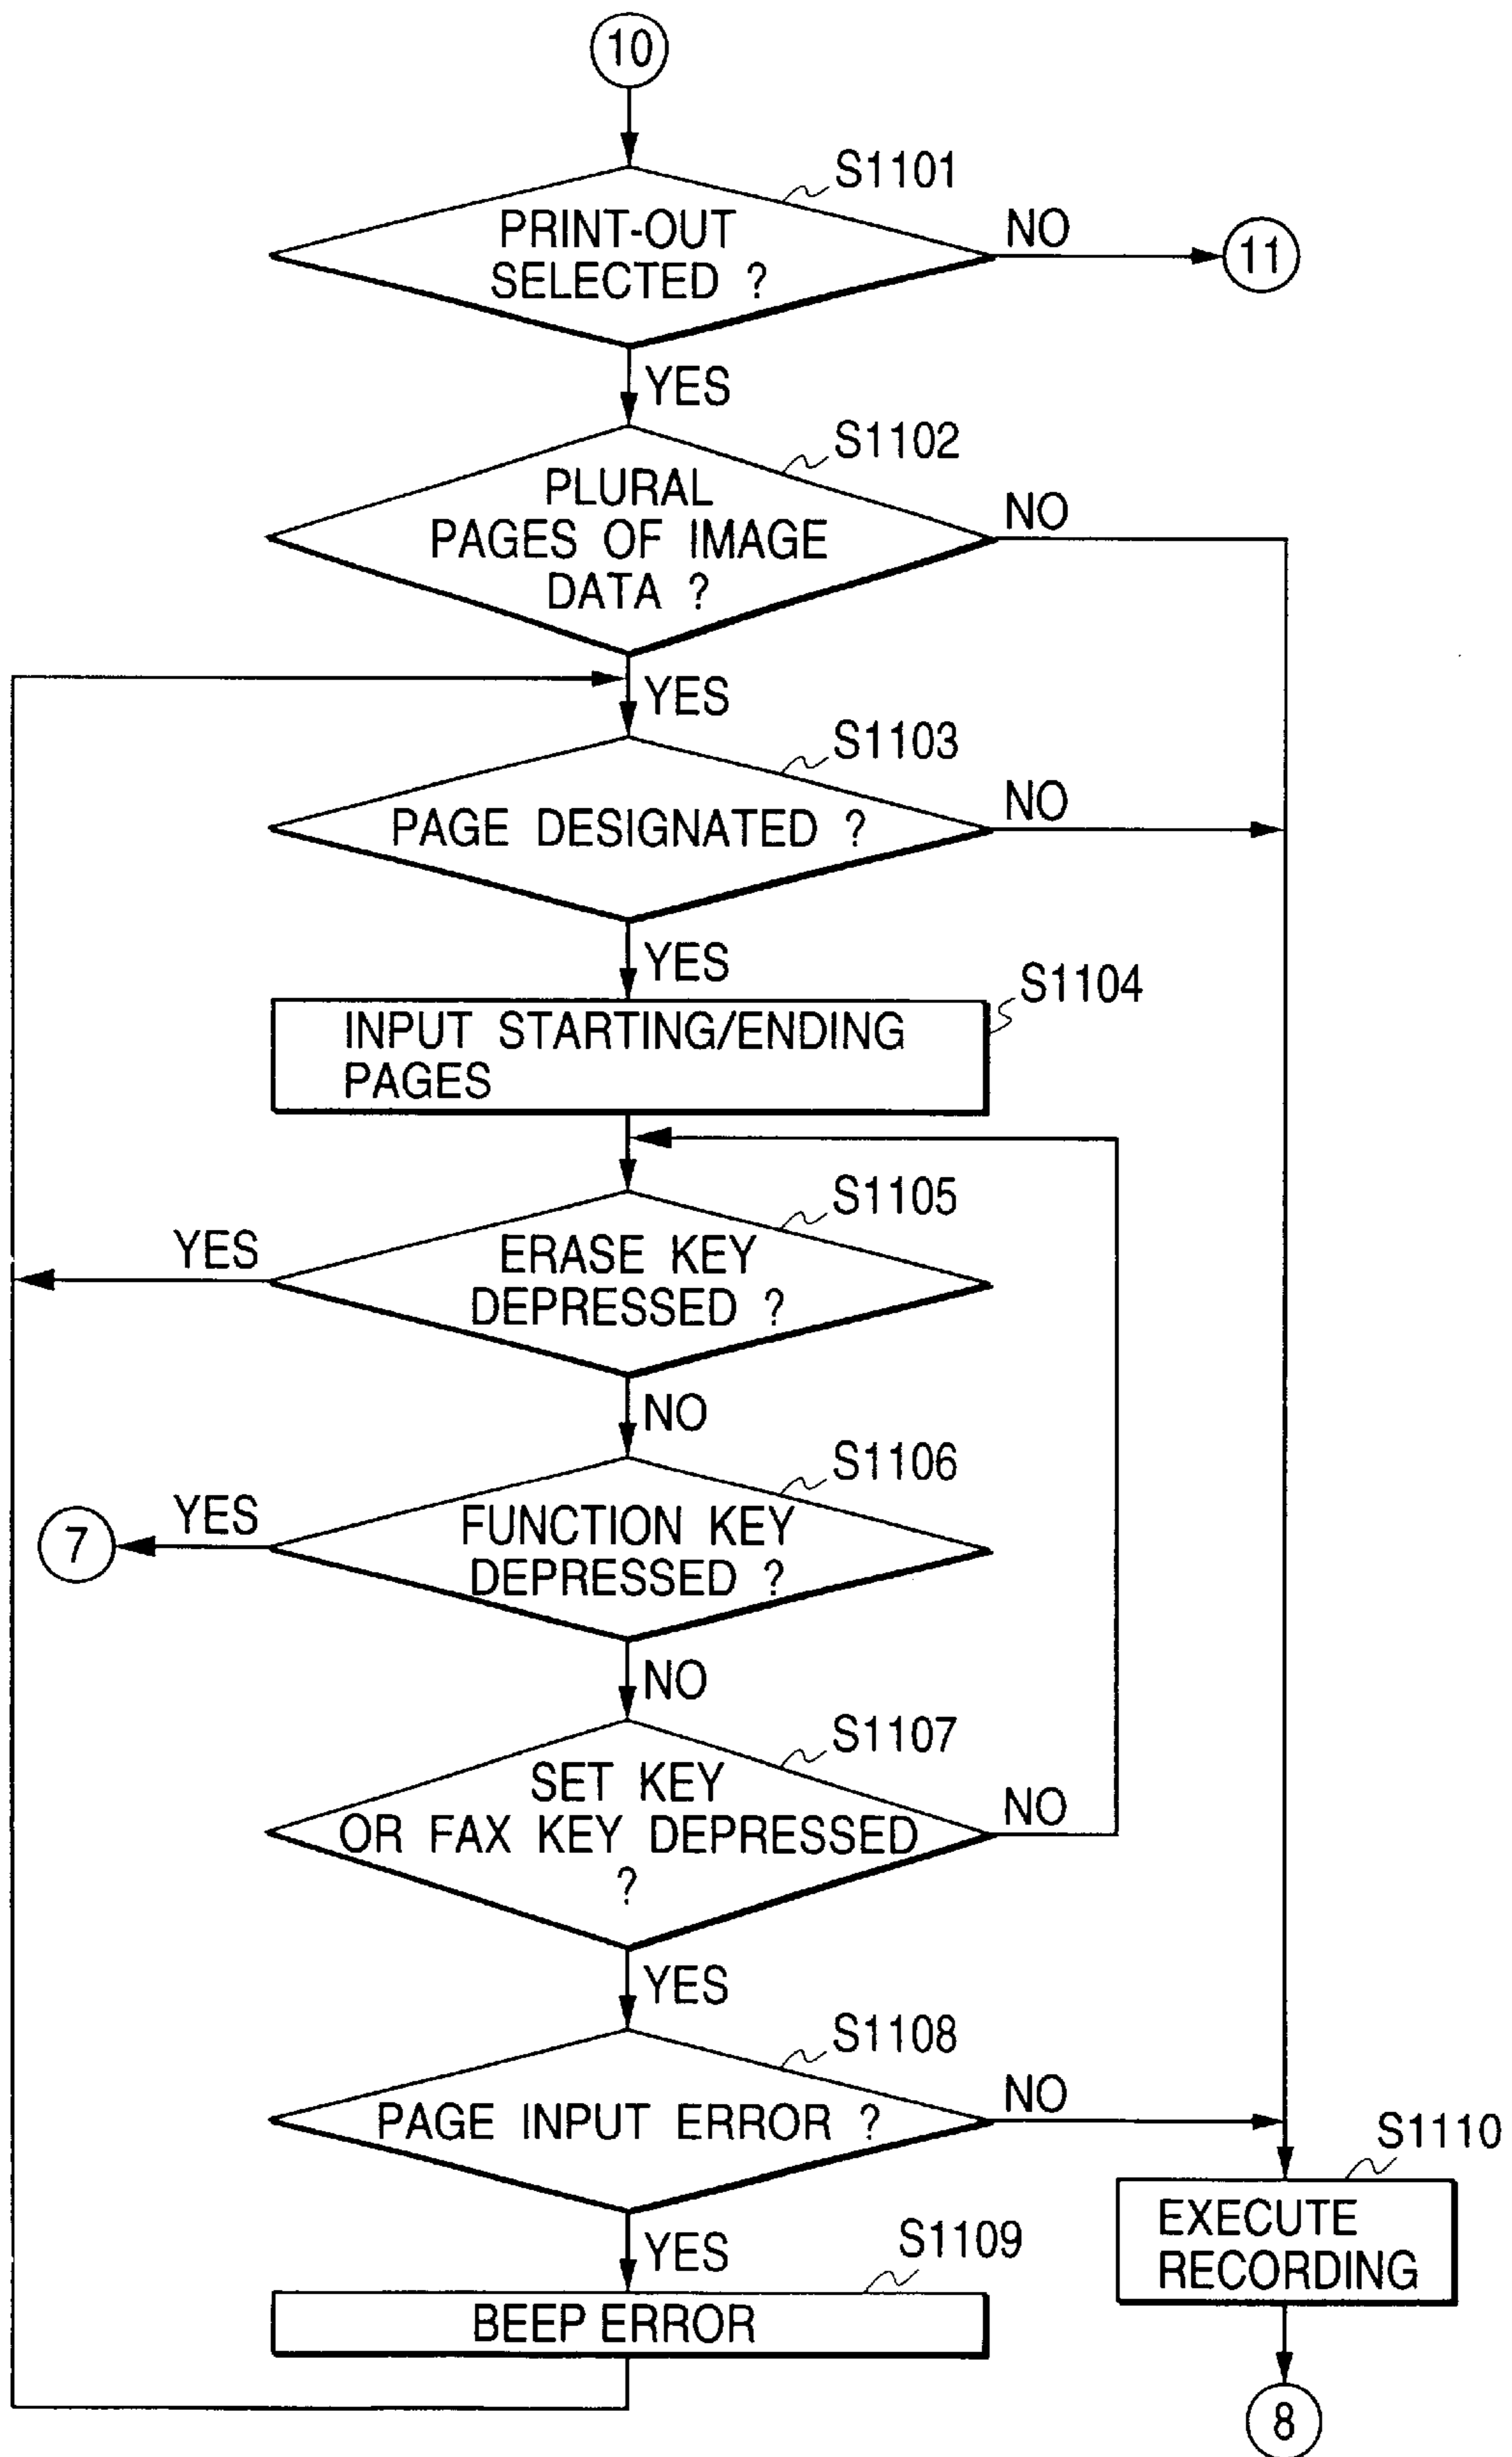 10
S1101
PRINT-OUT
SELECTED ?
NO
11
YES
S1102
PLURAL
PAGES OF IMAGE
DATA ?
NO
YES
S1103
PAGE DESIGNATED ?
NO
YES
S1104
INPUT STARTING/ENDING
PAGES
S1105
YES
ERASE KEY
DEPRESSED ?
NO
S1106
YES
7
FUNCTION KEY
DEPRESSED ?
NO
S1107
SET KEY
OR FAX KEY DEPRESSED
?
NO
YES
S1108
PAGE INPUT ERROR ?
NO
S1110
EXECUTE
RECORDING
YES
S1109
BEEP ERROR
8